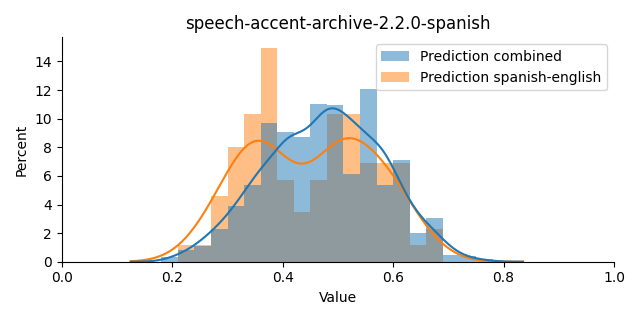 speech-accent-archive-2.2.0-spanish
Prediction combined
Prediction spanish-english
Percent
14
12
10
8
6
4
2
0
0.0 0.2 0.4 0.6 0.8 1.0
Value